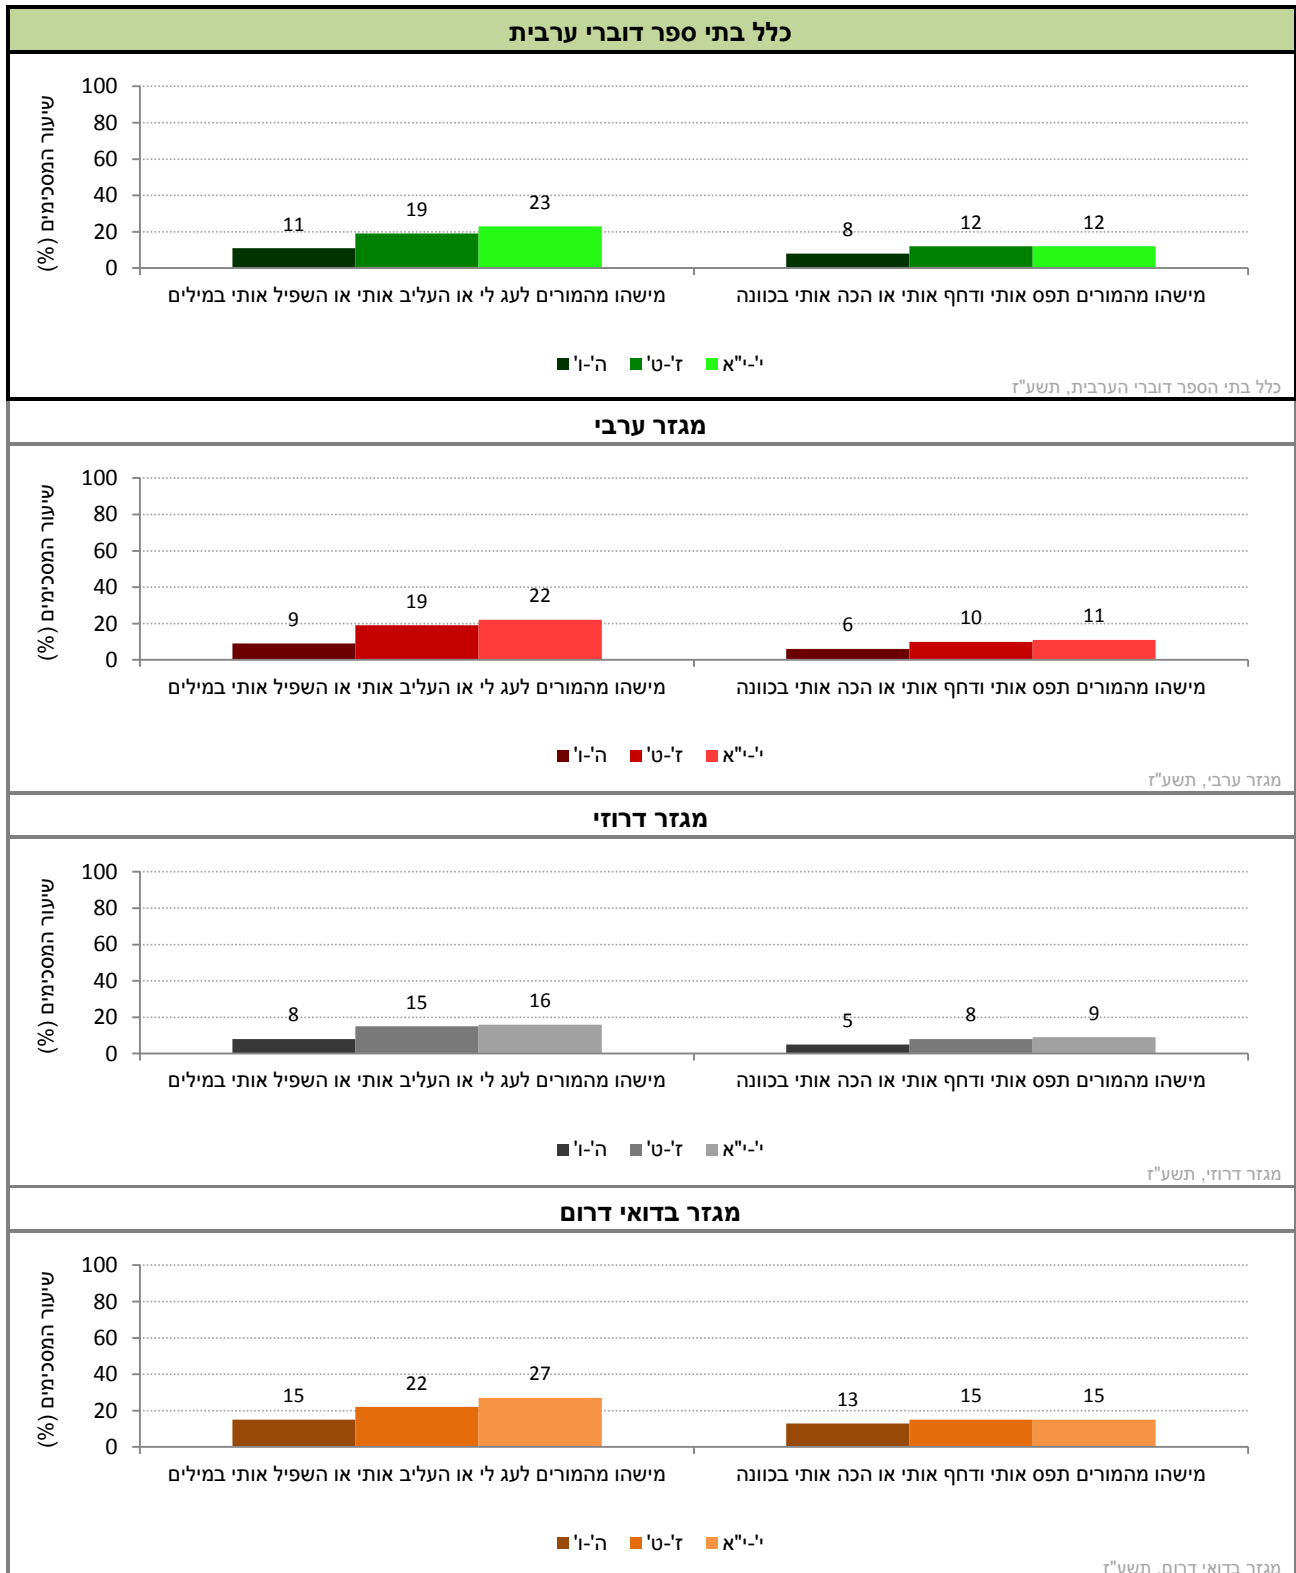 כלל בתי ספר דוברי ערבית
שיעור המסכימים (%)
100
80
60
40
20
0
11
19
23
8
12
12
מישהו מהמורים לעג לי או העליב אותי או השפיל אותי במילים
מישהו מהמורים תפס אותי ודחף אותי או הכה אותי בכוונה
ה'-ו' ז'-ט' י'-י"א
כלל בתי הספר דוברי הערבית, תשע"ז
מגזר ערבי
שיעור המסכימים (%)
100
80
60
40
20
0
9
19
22
6
10
11
מישהו מהמורים לעג לי או העליב אותי או השפיל אותי במילים
מישהו מהמורים תפס אותי ודחף אותי או הכה אותי בכוונה
ה'-ו' ז'-ט' י'-י"א
מגזר ערבי, תשע"ז
מגזר דרוזי
שיעור המסכימים (%)
100
80
60
40
20
0
8
15
16
5
8
9
מישהו מהמורים לעג לי או העליב אותי או השפיל אותי במילים
מישהו מהמורים תפס אותי ודחף אותי או הכה אותי בכוונה
ה'-ו' ז'-ט' י'-י"א
מגזר דרוזי, תשע"ז
מגזר בדואי דרום
שיעור המסכימים (%)
100
80
60
40
20
0
15
22
27
13
15
15
מישהו מהמורים לעג לי או העליב אותי או השפיל אותי במילים
מישהו מהמורים תפס אותי ודחף אותי או הכה אותי בכוונה
ה'-ו' ז'-ט' י'-י"א
מגזר בדואי דרום, תשע"ז